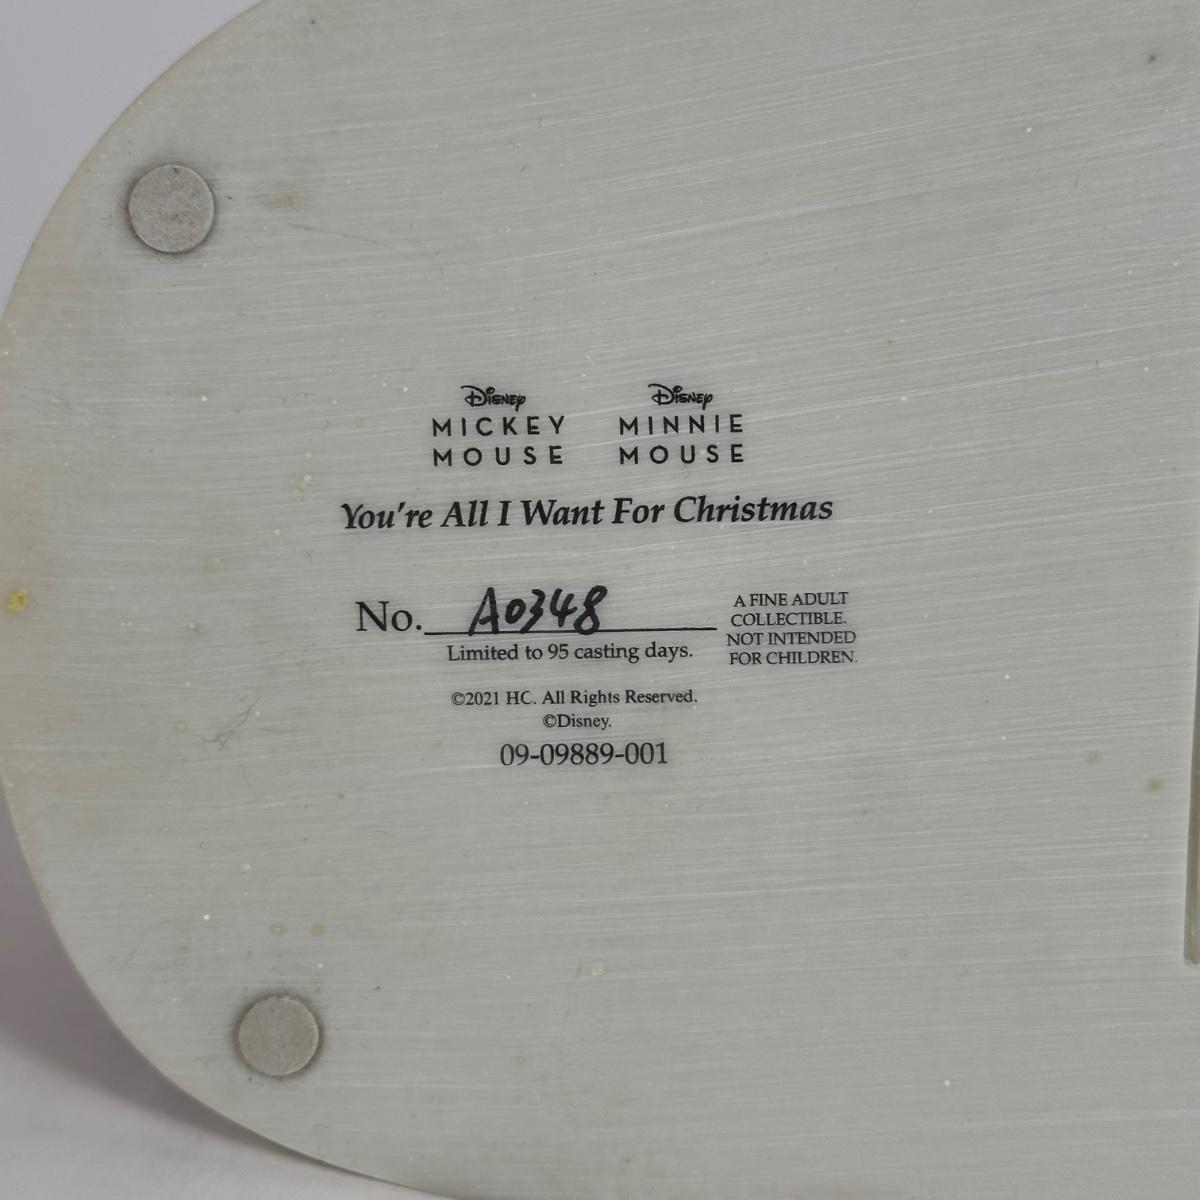 Disney Disney
MICKEY MINNIE
MOUSE MOUSE
You're All I Want For Christmas
No. A0348
Limited to 95 casting days.
A FINE ADULT
COLLECTIBLE.
NOT INTENDED
FOR CHILDREN.
©2021 HC. All Rights Reserved.
©Disney.
09-09889-001